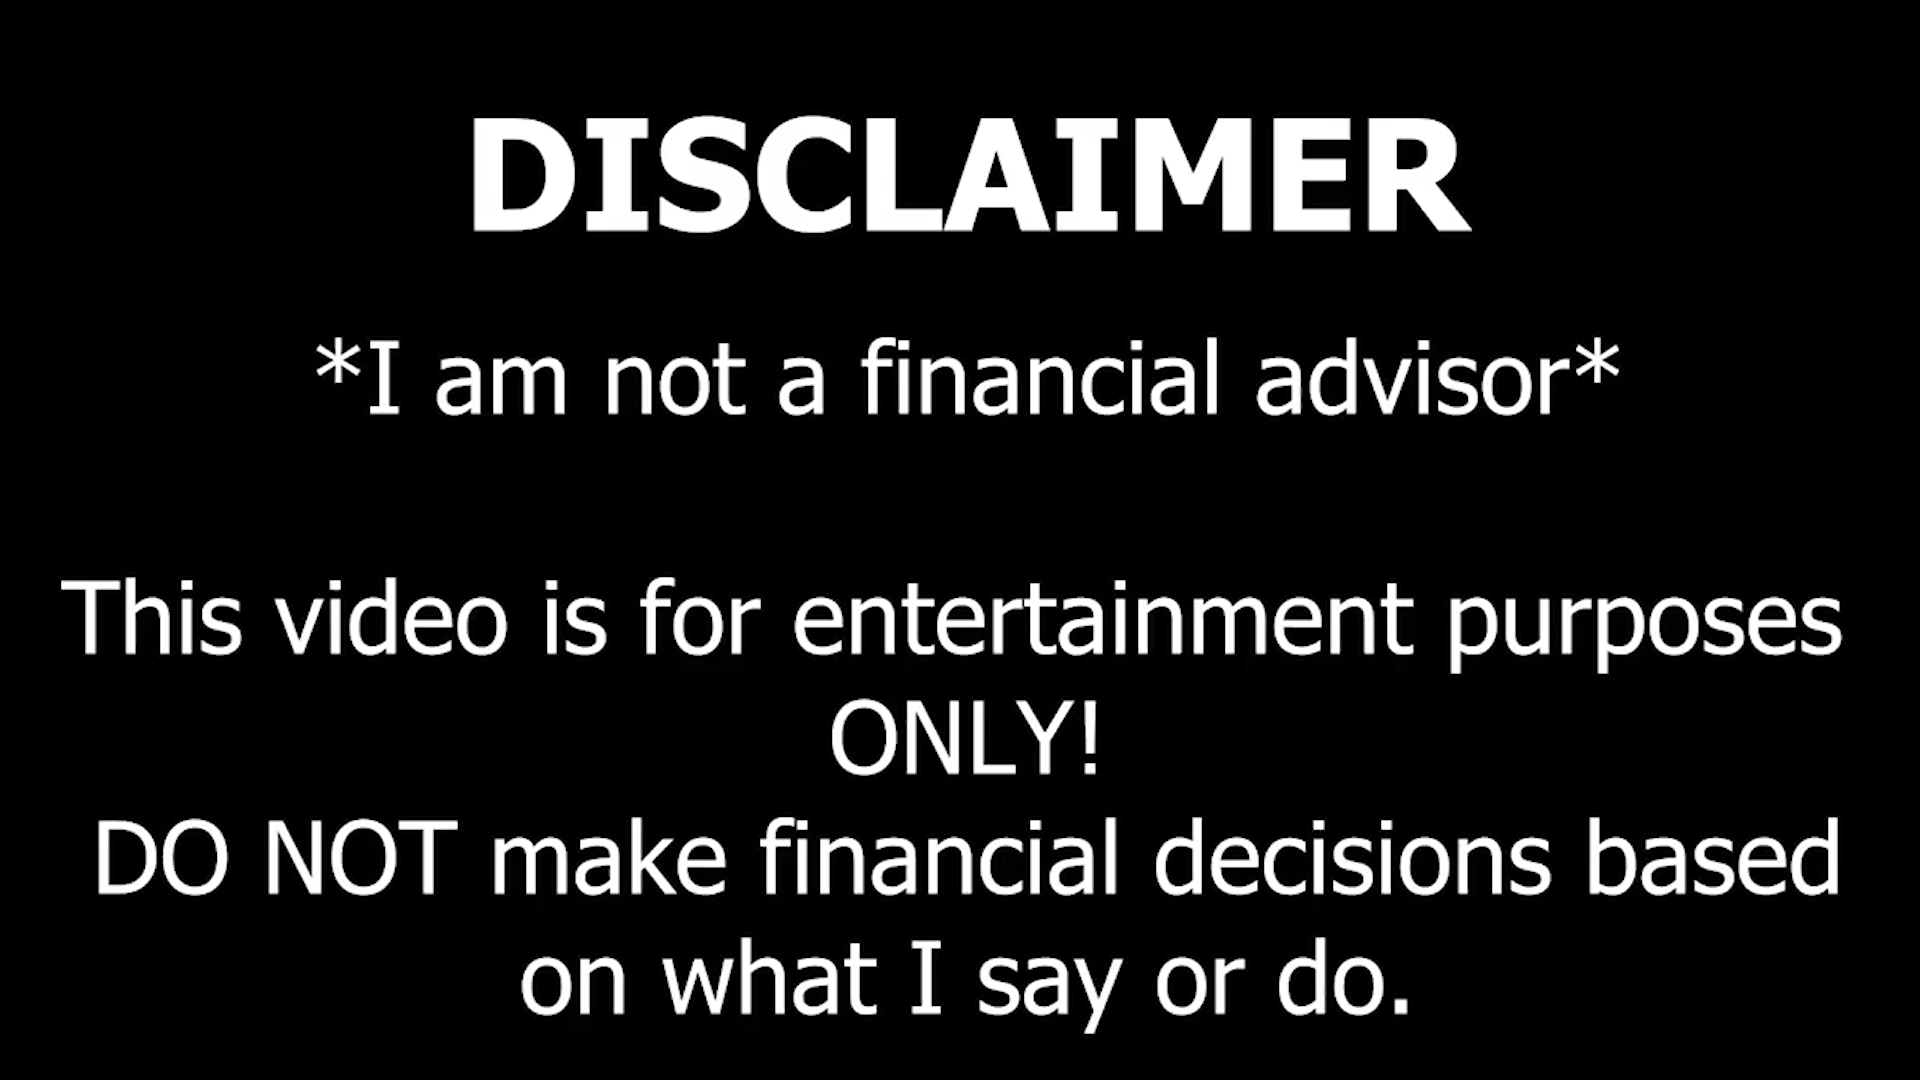 DISCLAIMER
*I am not a financial advisor*
This video is for entertainment purposes
ONLY!
DO NOT make financial decisions based
on what I say or do.